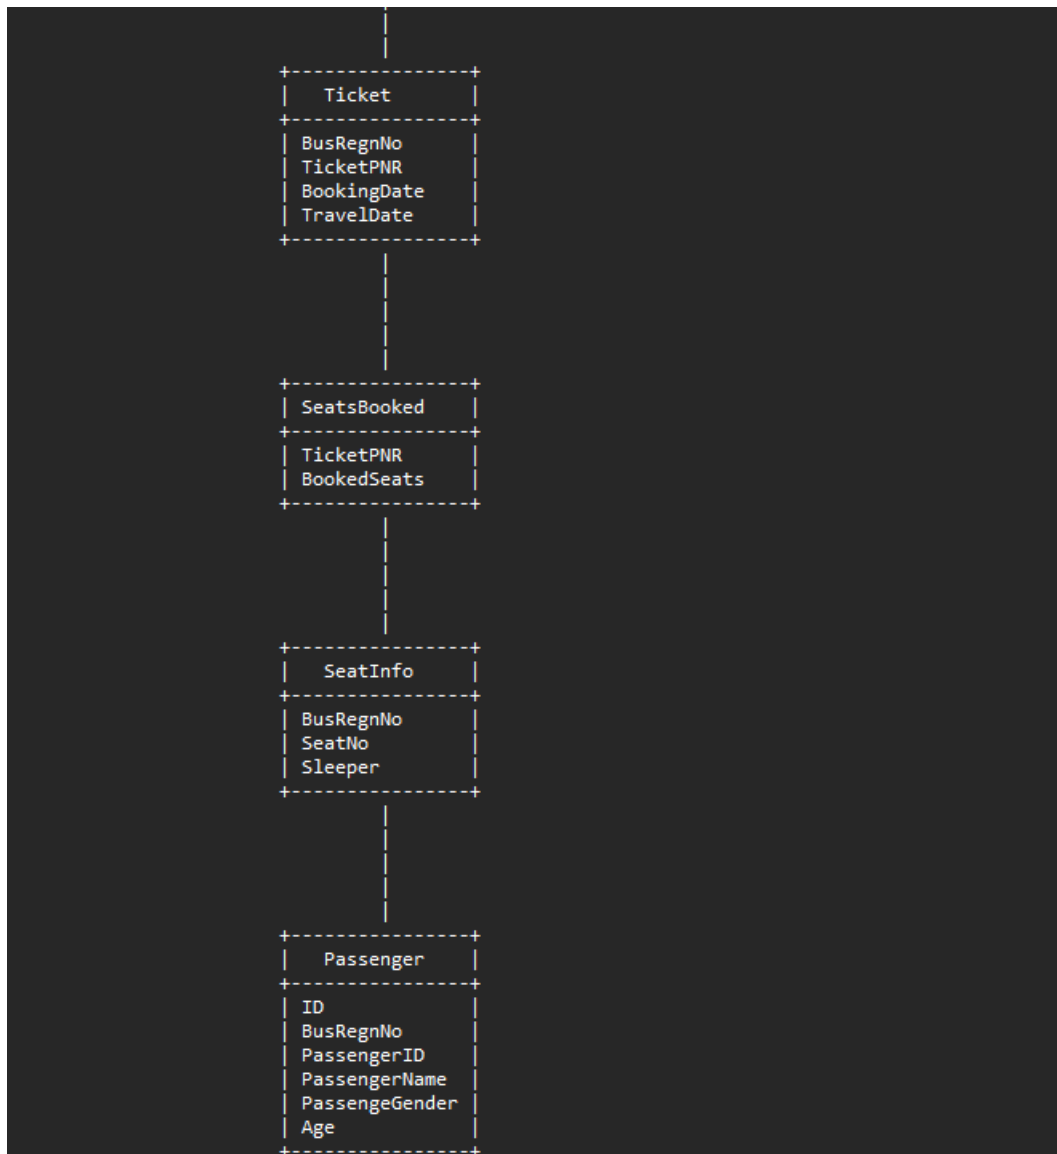 Ticket
BusRegnNo
TicketPNR
BookingDate
TravelDate
SeatsBooked
TicketPNR
BookedSeats
SeatInfo
BusRegnNo
SeatNo
Sleeper
Passenger
ID
BusRegnNo
PassengerID
PassengerName
PassengeGender
Age